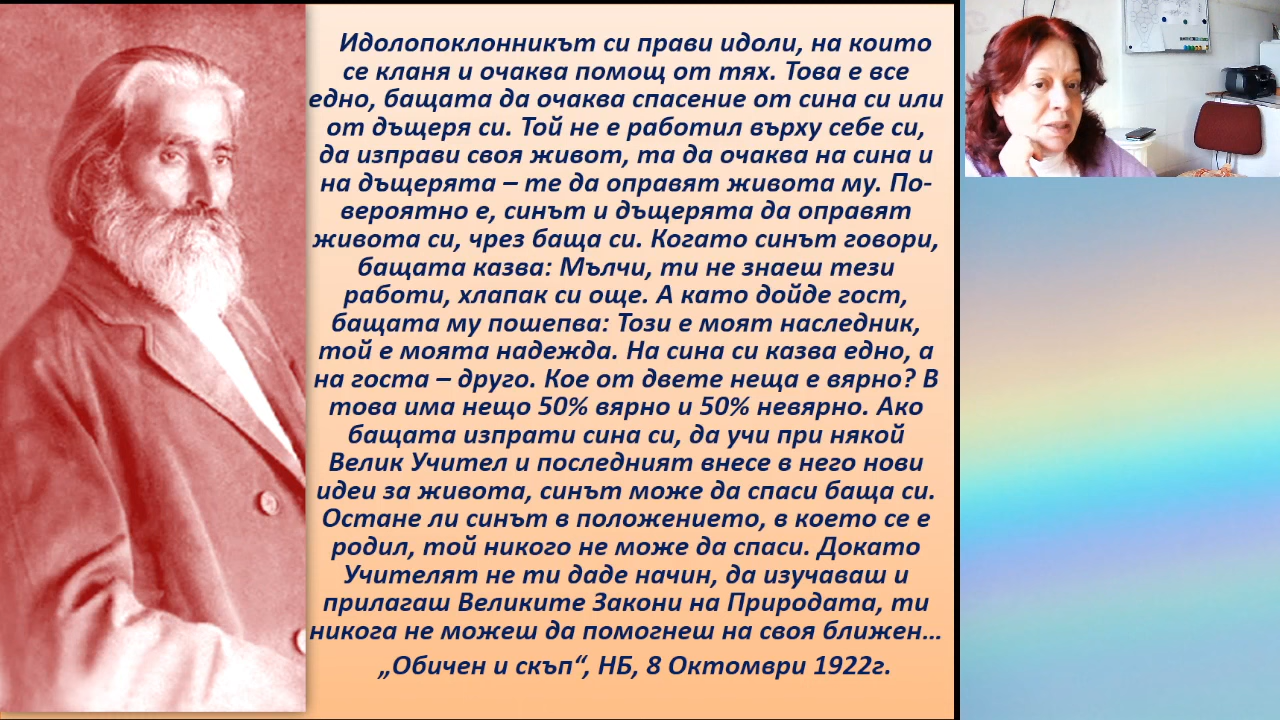 Идолопоклонникът си прави идоли, на които
се кланя и очаква помощ от тях. Това е все
едно, бащата да очаква спасение от сина си или
от дъщеря си. Той не е работил върху себе си,
да изправи своя живот, та да очаква на сина и
на дъщерята – те да оправят живота му. По-
вероятно е, синът и дъщерята да оправят
живота си, чрез баща си. Когато синът говори,
бащата казва: Мълчи, ти не знаеш тези
работи, хлапак си още. А като дойде гост,
бащата му пошепва: Този е моят наследник,
той е моята надежда. На сина си казва едно, а
на госта – друго. Кое от двете неща е вярно? В
това има нещо 50% вярно и 50% невярно. Ако
бащата изпрати сина си, да учи при някой
Велик Учител и последният внесе в него нови
идеи за живота, синът може да спаси баща си.
Остане ли синът в положението, в което се е
родил, той никого не може да спаси. Докато
Учителят не ти даде начин, да изучаваш и
прилагаш Великите Закони на Природата, ти
никога не можеш да помогнеш на своя ближен...
„Обичен и скъп“, НБ, 8 Октомври 1922г.